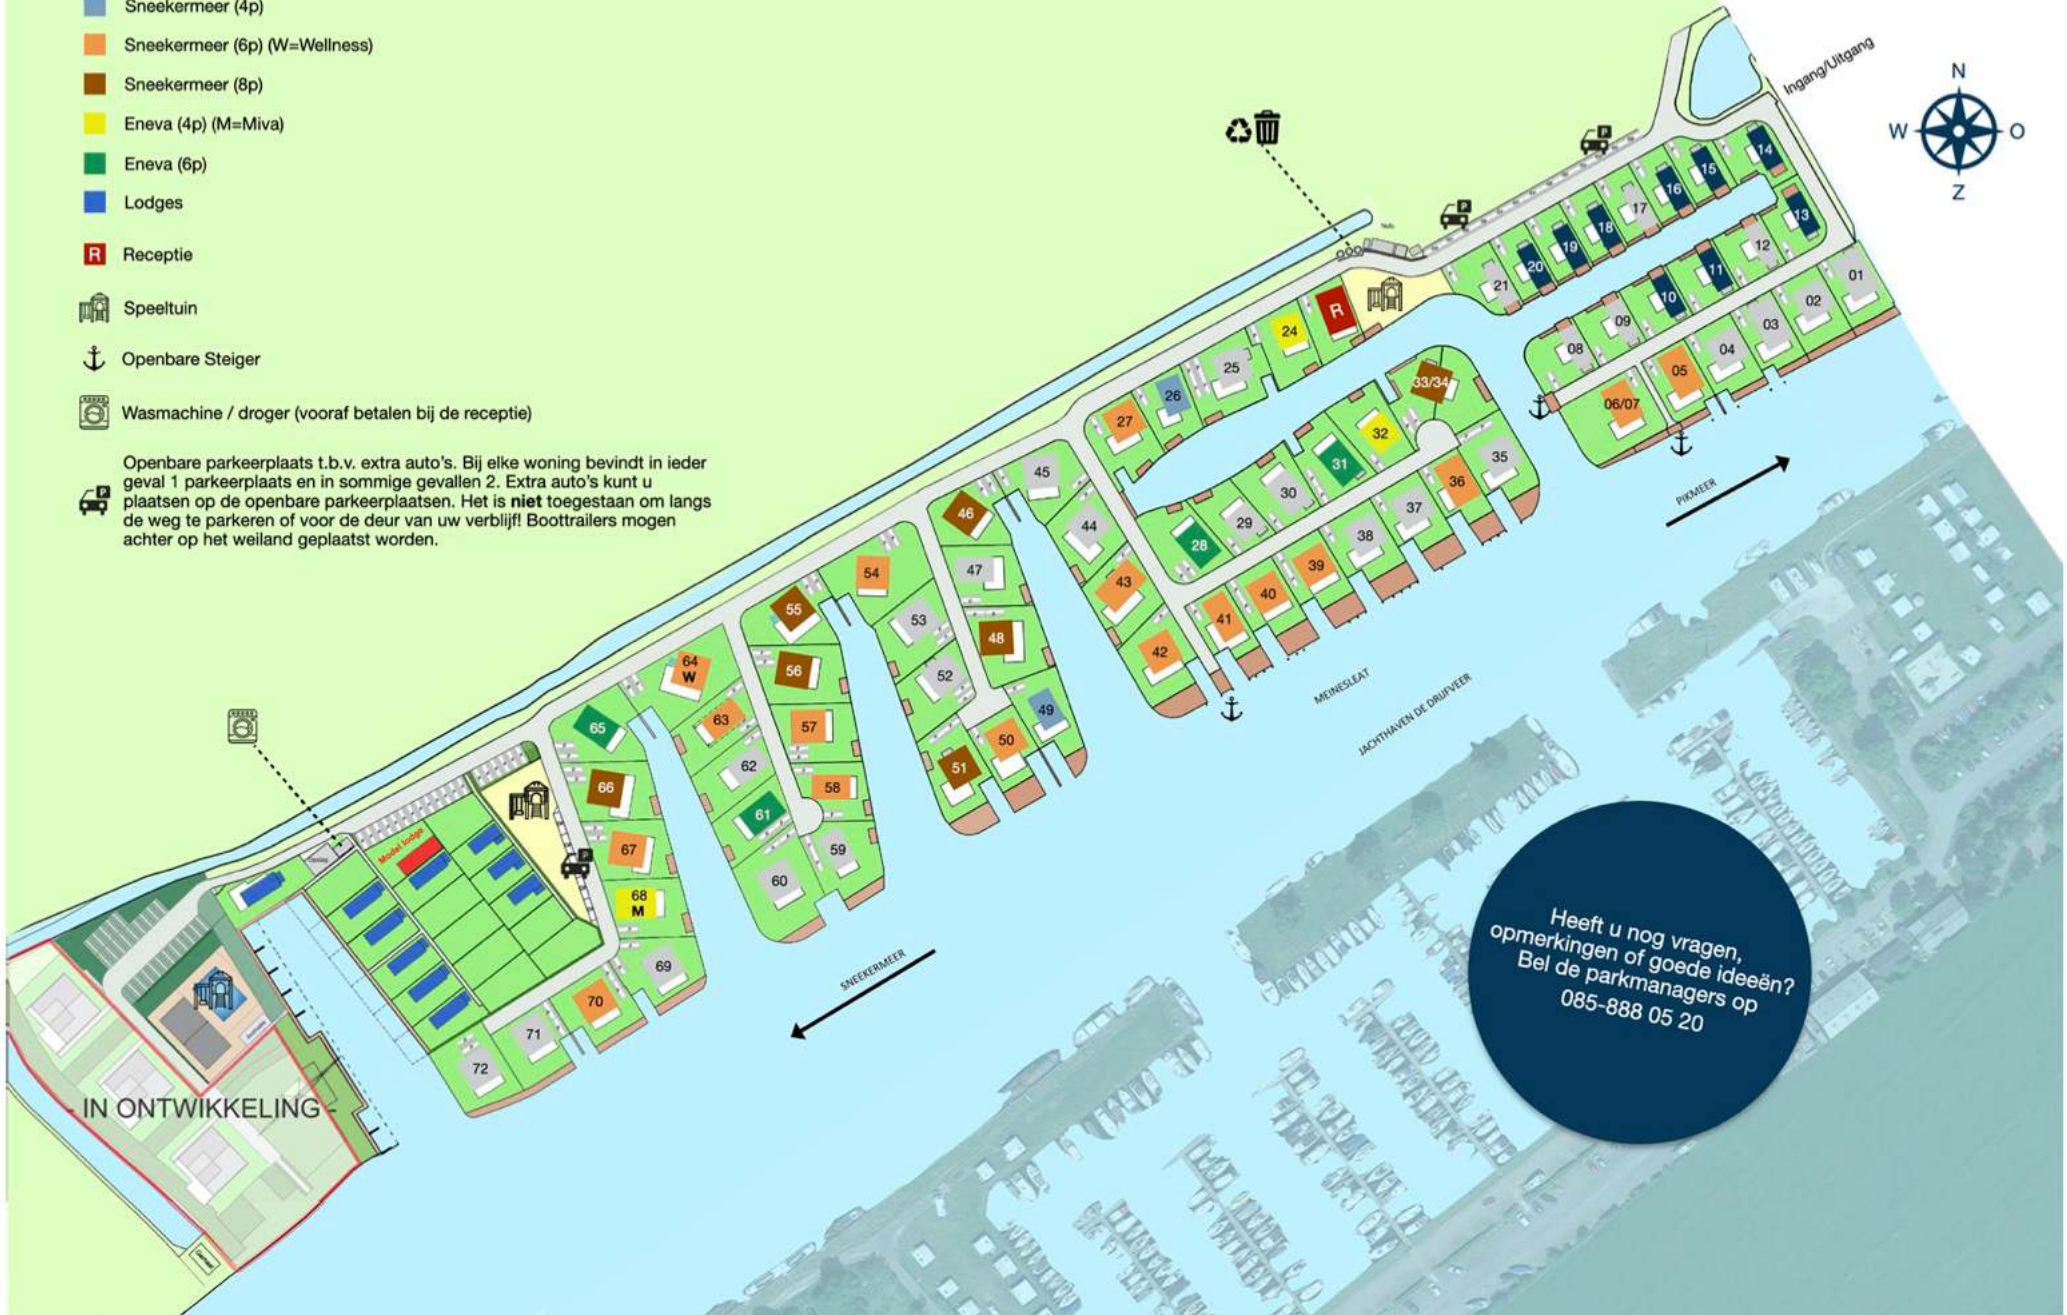 Sneekermeer (4p)
Sneekermeer (6p) (W=Wellness)
Sneekermeer (8p)
Eneva (4p) (M=Miva)
Eneva (6p)
Lodges
R Receptie
Speeltuin
Openbare Steiger
Wasmachine / droger (vooraf betalen bij de receptie)
Openbare parkeerplaats t.b.v. extra auto's. Bij elke woning bevindt in ieder
geval 1 parkeerplaats en in sommige gevallen 2. Extra auto's kunt u
plaatsen op de openbare parkeerplaatsen. Het is niet toegestaan om langs
de weg te parkeren of voor de deur van uw verblijf! Boottrailers mogen
achter op het weiland geplaatst worden.
P
Ingang/Uitgang
N
W
O
Z
P
P
14
15
16
17
18
19
20
21
13
12
11
10
09
08
01
02
03
04
05
06/07
R
24
25
26
27
33/34
32
31
30
29
28
35
36
37
38
39
40
41
42
43
44
45
46
47
48
49
50
51
52
53
54
55
56
57
58
59
60
61
62
63
64
W
65
66
67
68
M
69
70
71
72
P
Model lodge
Opslag
PIKMEER
MEINESLEAT
JACHTHAVEN DE DRIJFVEER
SNEEKERMEER
- IN ONTWIKKELING -
Heeft u nog vragen,
opmerkingen of goede ideeën?
Bel de parkmanagers op
085-888 05 20